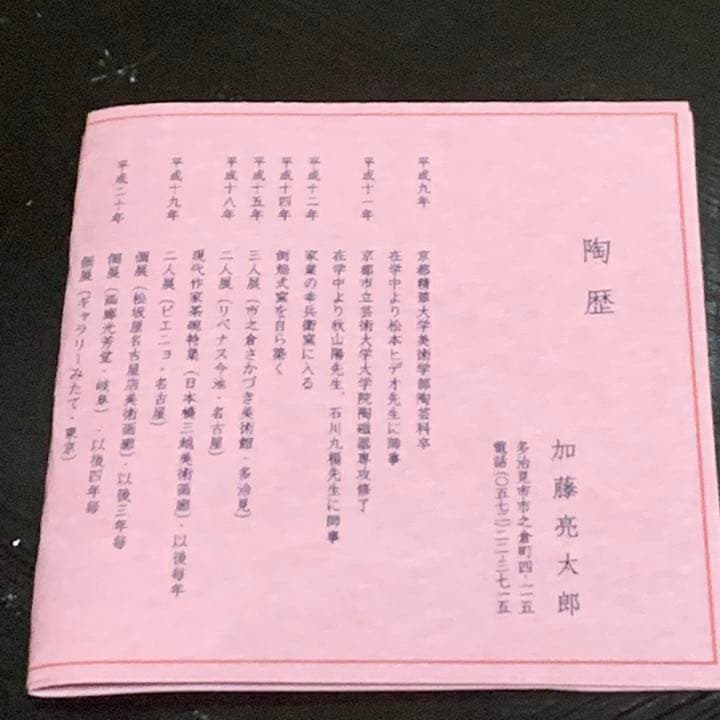 陶歴
加藤亮太郎
多治見市市之倉町四-一一五
電話(〇五七二)二二-三七一五
平成九年 京都精華大学美術学部陶芸科卒
在学中より松本ヒデオ先生に師事
平成十一年 京都市立芸術大学大学院陶磁器専攻修了
在学中より秋山陽先生、石川九楊先生に師事
平成十二年 家業の幸兵衛窯に入る
平成十四年 倒焔式窯を自ら築く
平成十五年 三人展(市之倉さかづき美術館・多治見)
平成十八年 二人展(リベナス今池・名古屋)
現代作家茶碗特集(日本橋三越美術画廊)・以後毎年
平成十九年 二人展(ピエニョ・名古屋)
個展(松坂屋名古屋店美術画廊)・以後三年毎
平成二十年 個展(画廊光芳堂・岐阜)・以後四年毎
個展(ギャラリーみたて・東京)